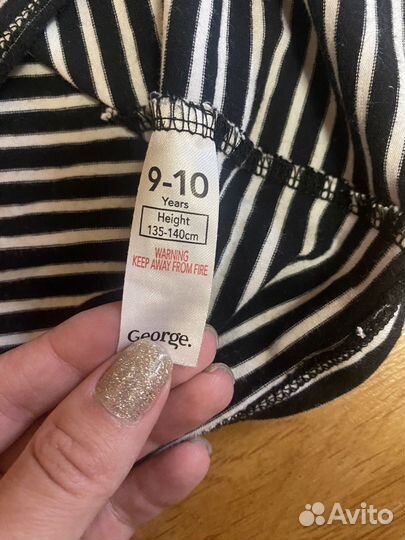 9-10
Years
Height
135-140cm
WARNING
KEEP AWAY FROM FIRE
George.
Avito